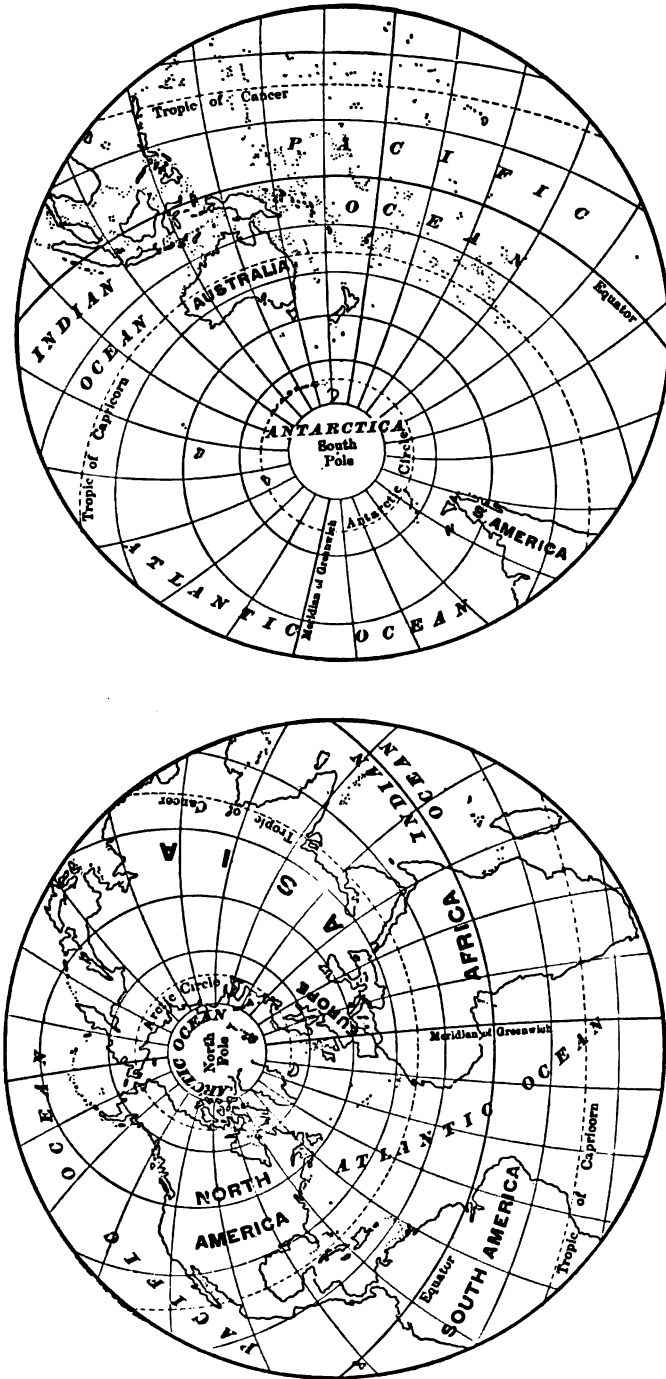 Tropic of Cancer
PACIFIC
OCEAN
AUSTRALIA
INDIAN
OCEAN
Equator
Tropic of Capricorn
ANTARCTICA
South
Pole
Antarctic Circle
S. AMERICA
Meridian of Greenwich
ATLANTIC OCEAN
INDIAN
OCEAN
Tropic of Cancer
ASIA
AFRICA
EUROPE
Arctic Circle
ARCTIC OCEAN
North
Pole
ARCTIC
Meridian of Greenwich
ATLANTIC OCEAN
PACIFIC OCEAN
NORTH
AMERICA
Equator
SOUTH AMERICA
Tropic of Capricorn